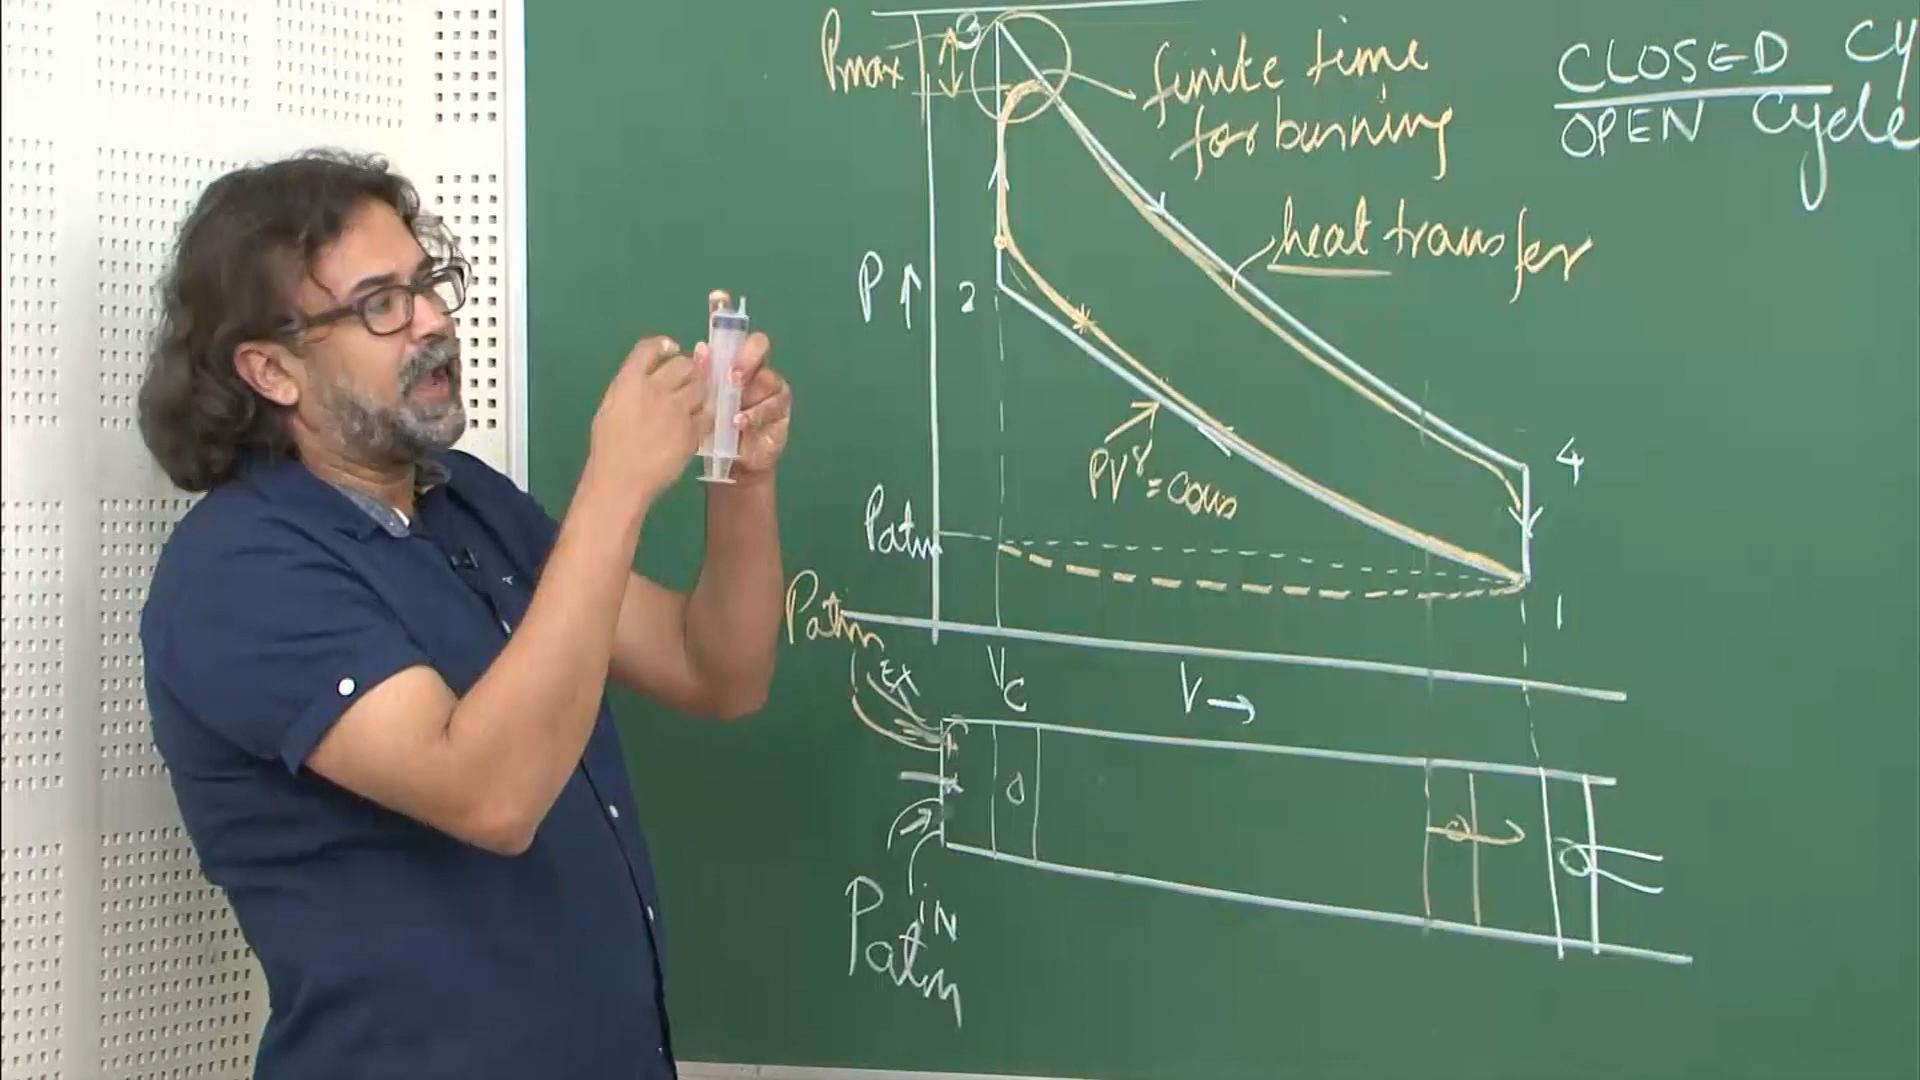 Pmax
3
finite time
for burning
CLOSED Cy
OPEN Cycle
heat transfer
P ↑
2
PV^γ = cons
4
Patm
1
Patm
Ex
Vc
V →
IN
Patm